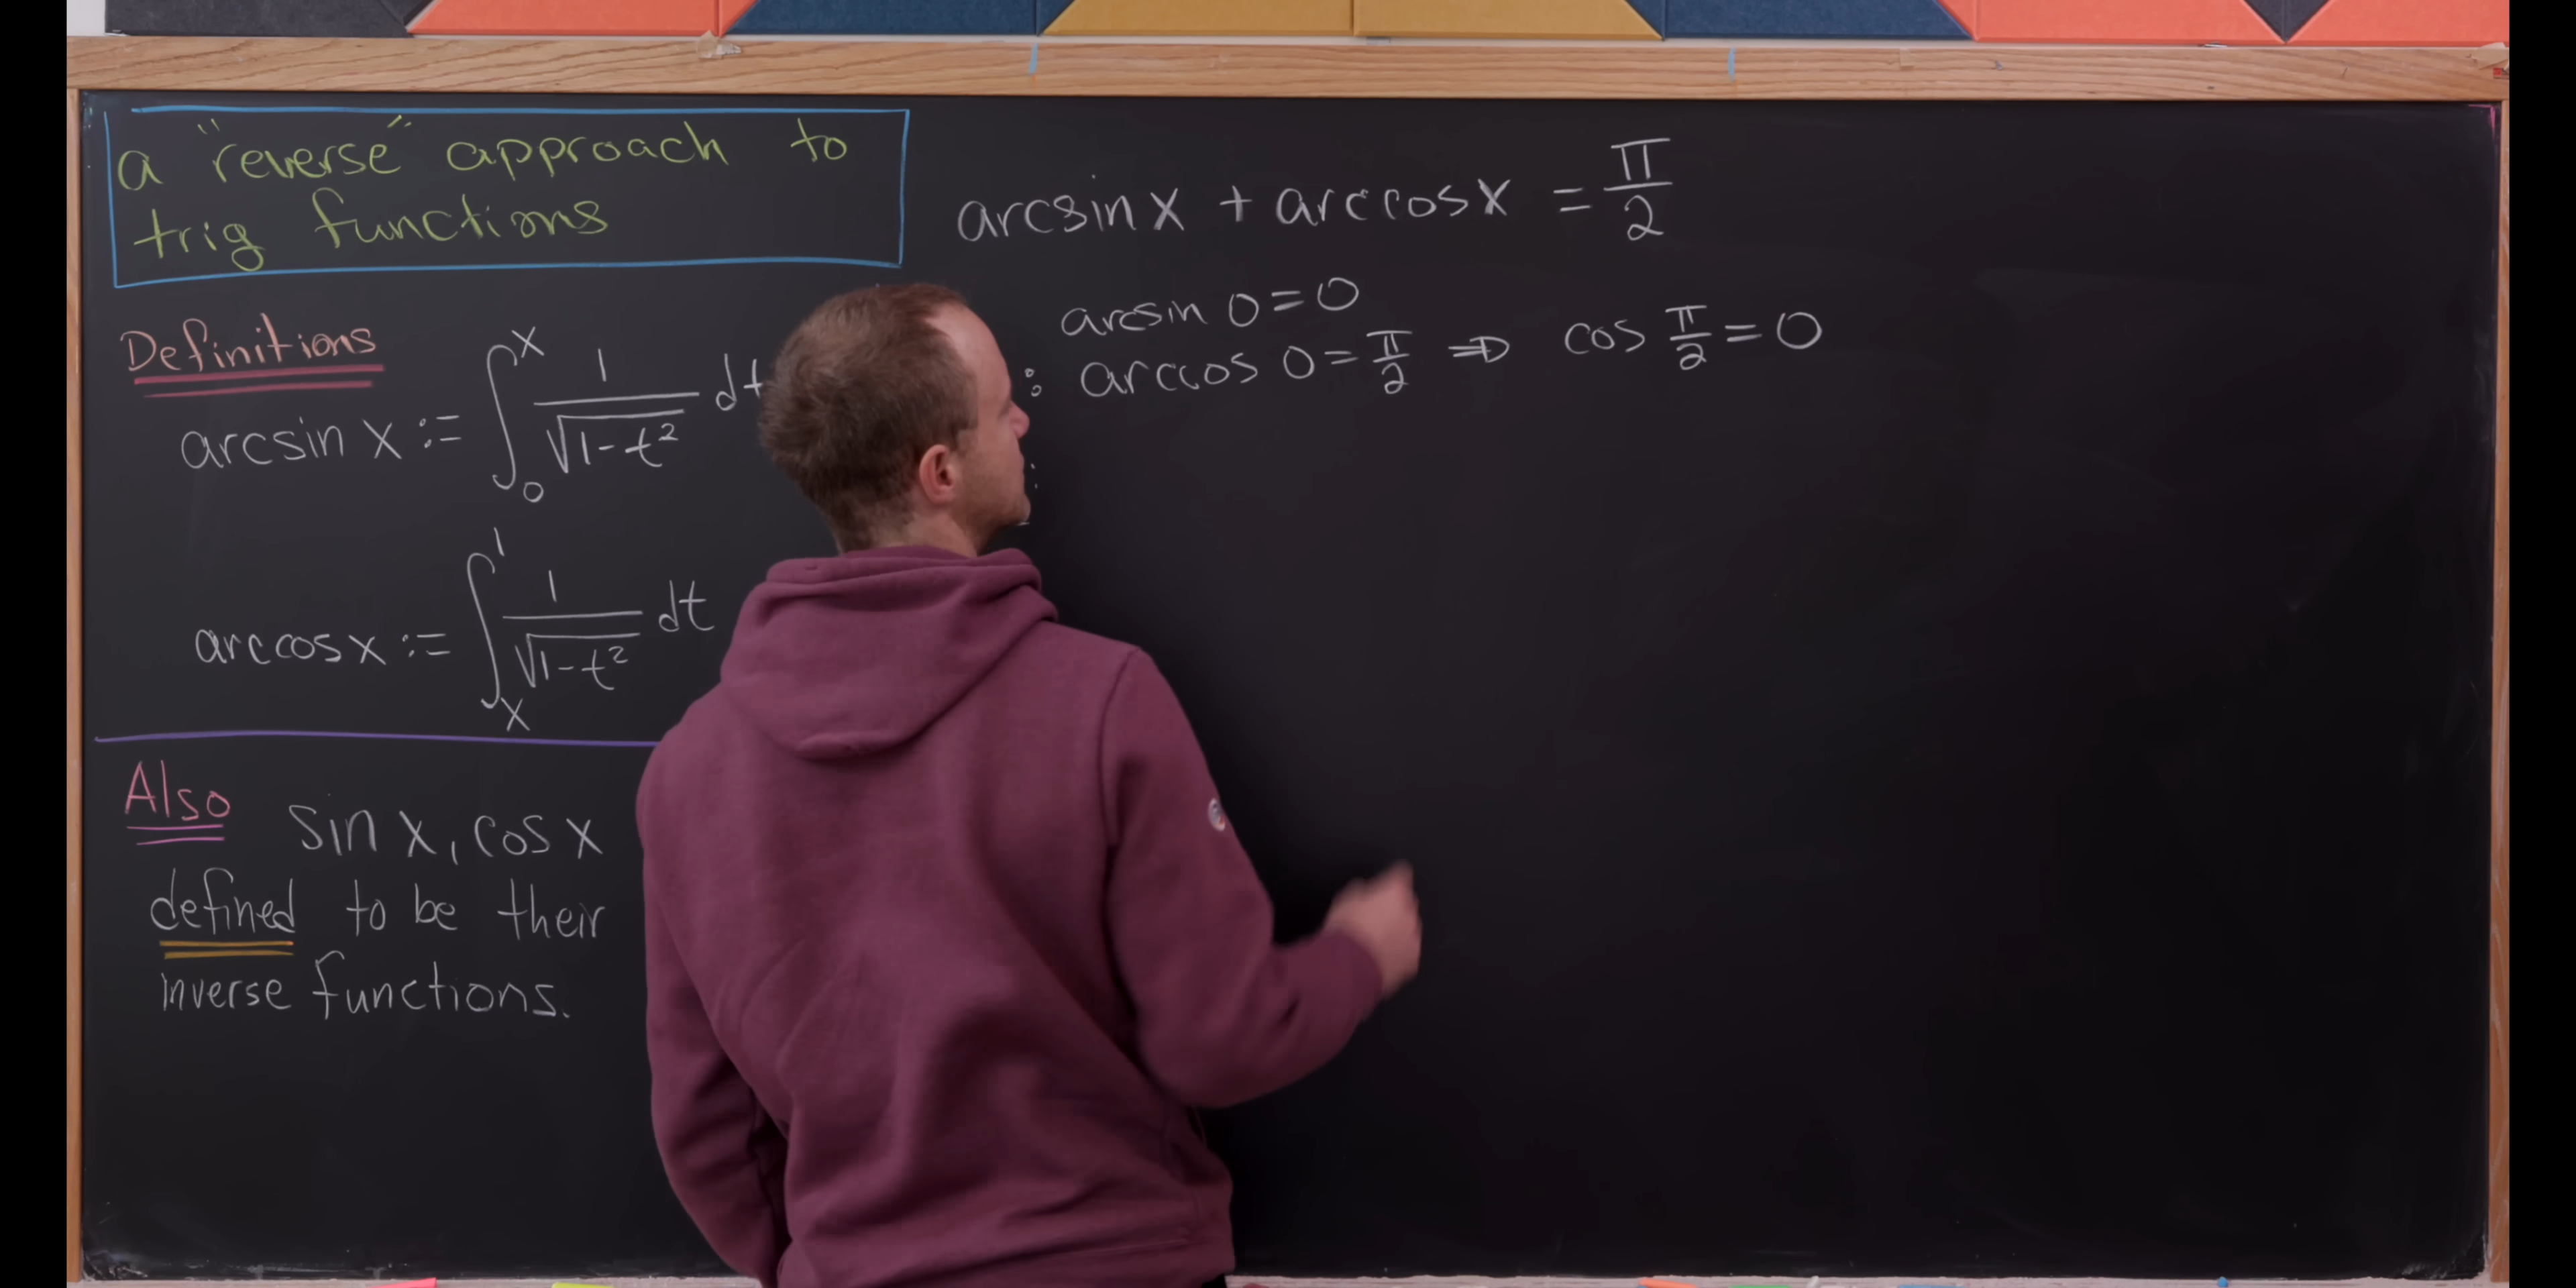 a "reverse" approach to
trig functions
Definitions
arcsin x := ∫₀ˣ 1/√(1-t²) dt
arccos x := ∫ₓ¹ 1/√(1-t²) dt
Also sin x, cos x
defined to be their
inverse functions.
arcsin x + arccos x = π/2
arcsin 0 = 0
: arccos 0 = π/2 ⇒ cos π/2 = 0
: